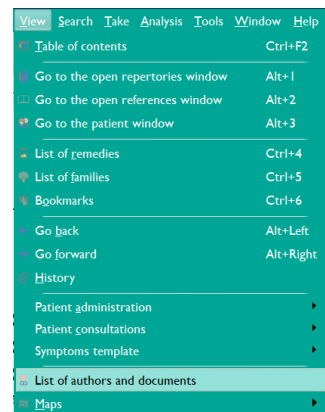 View Search Take Analysis Tools Window Help
Table of contents Ctrl+F2
Go to the open repertories window Alt+1
Go to the open references window Alt+2
Go to the patient window Alt+3
List of remedies Ctrl+4
List of families Ctrl+5
Bookmarks Ctrl+6
Go back Alt+Left
Go forward Alt+Right
History
Patient administration
Patient consultations
Symptoms template
List of authors and documents
Maps